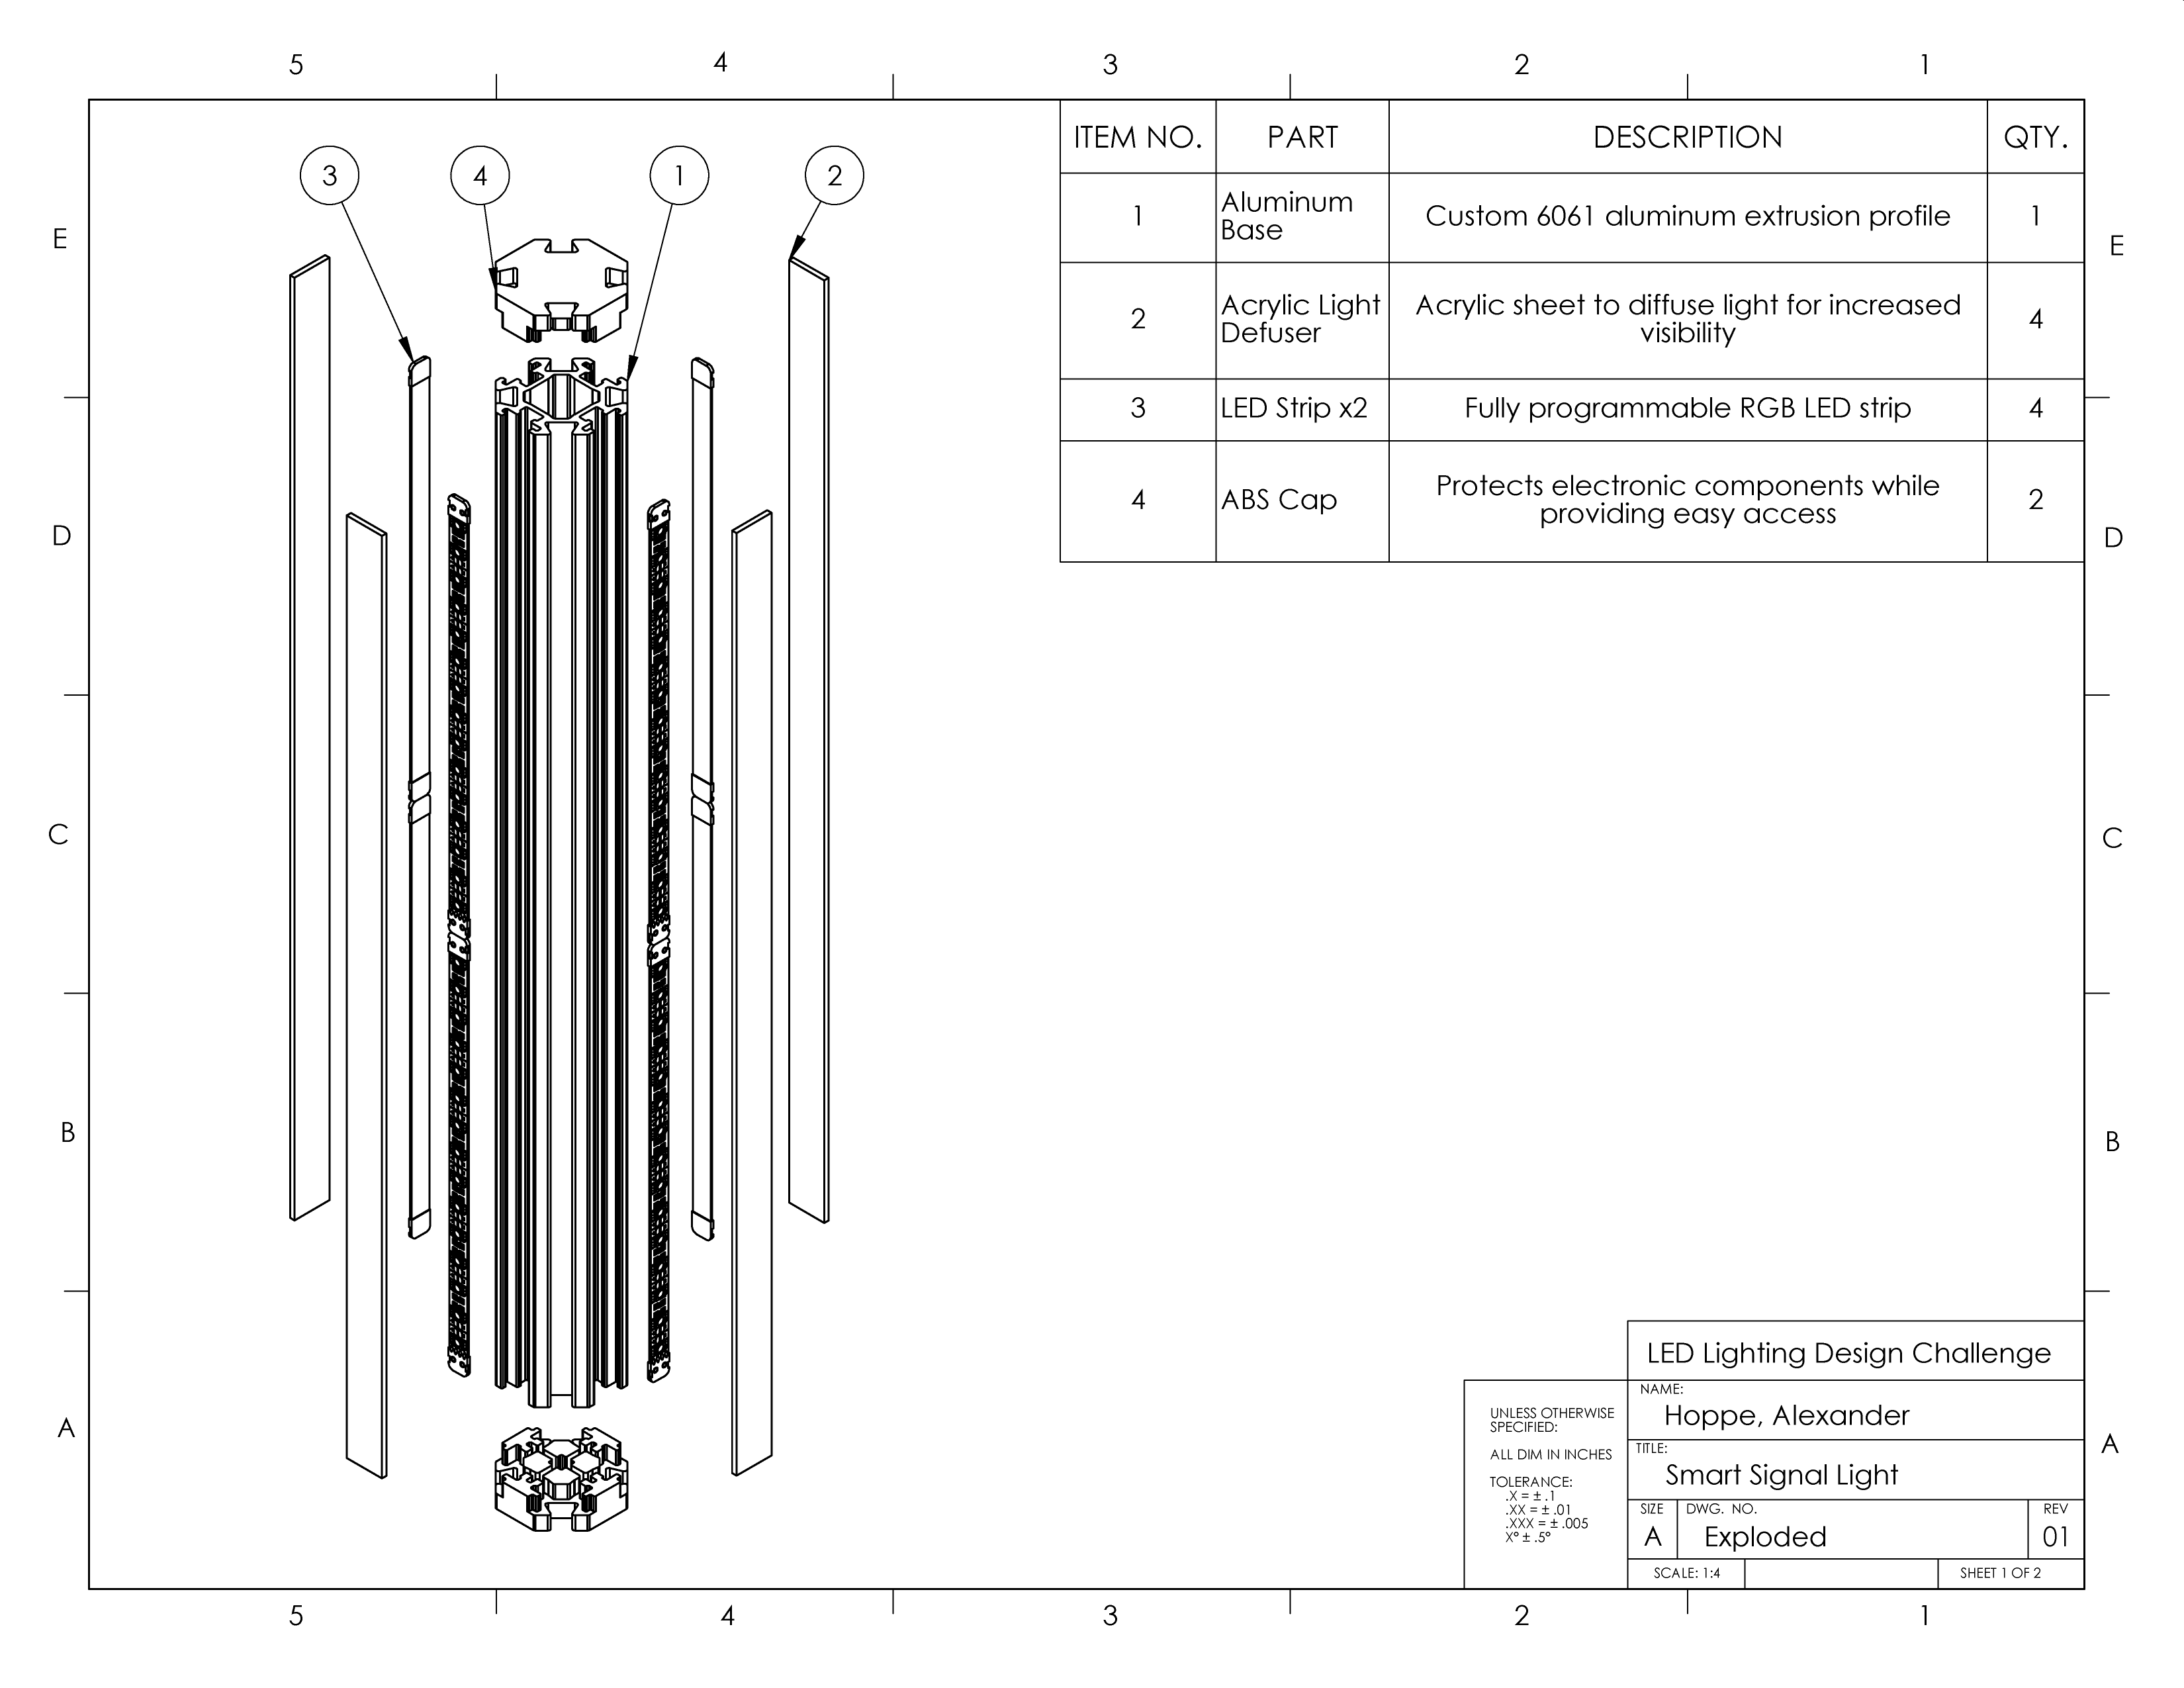 5 4 3 2 1
ITEM NO. PART DESCRIPTION QTY.
1 Aluminum Base Custom 6061 aluminum extrusion profile 1
2 Acrylic Light Defuser Acrylic sheet to diffuse light for increased visibility 4
3 LED Strip x2 Fully programmable RGB LED strip 4
4 ABS Cap Protects electronic components while providing easy access 2
3 4 1 2
E E
D D
C C
B B
A A
LED Lighting Design Challenge
NAME:
Hoppe, Alexander
TITLE:
Smart Signal Light
SIZE DWG. NO. REV
A Exploded 01
SCALE: 1:4 SHEET 1 OF 2
UNLESS OTHERWISE
SPECIFIED:
ALL DIM IN INCHES
TOLERANCE:
.X = ± .1
.XX = ± .01
.XXX = ± .005
X° ± .5°
5 4 3 2 1